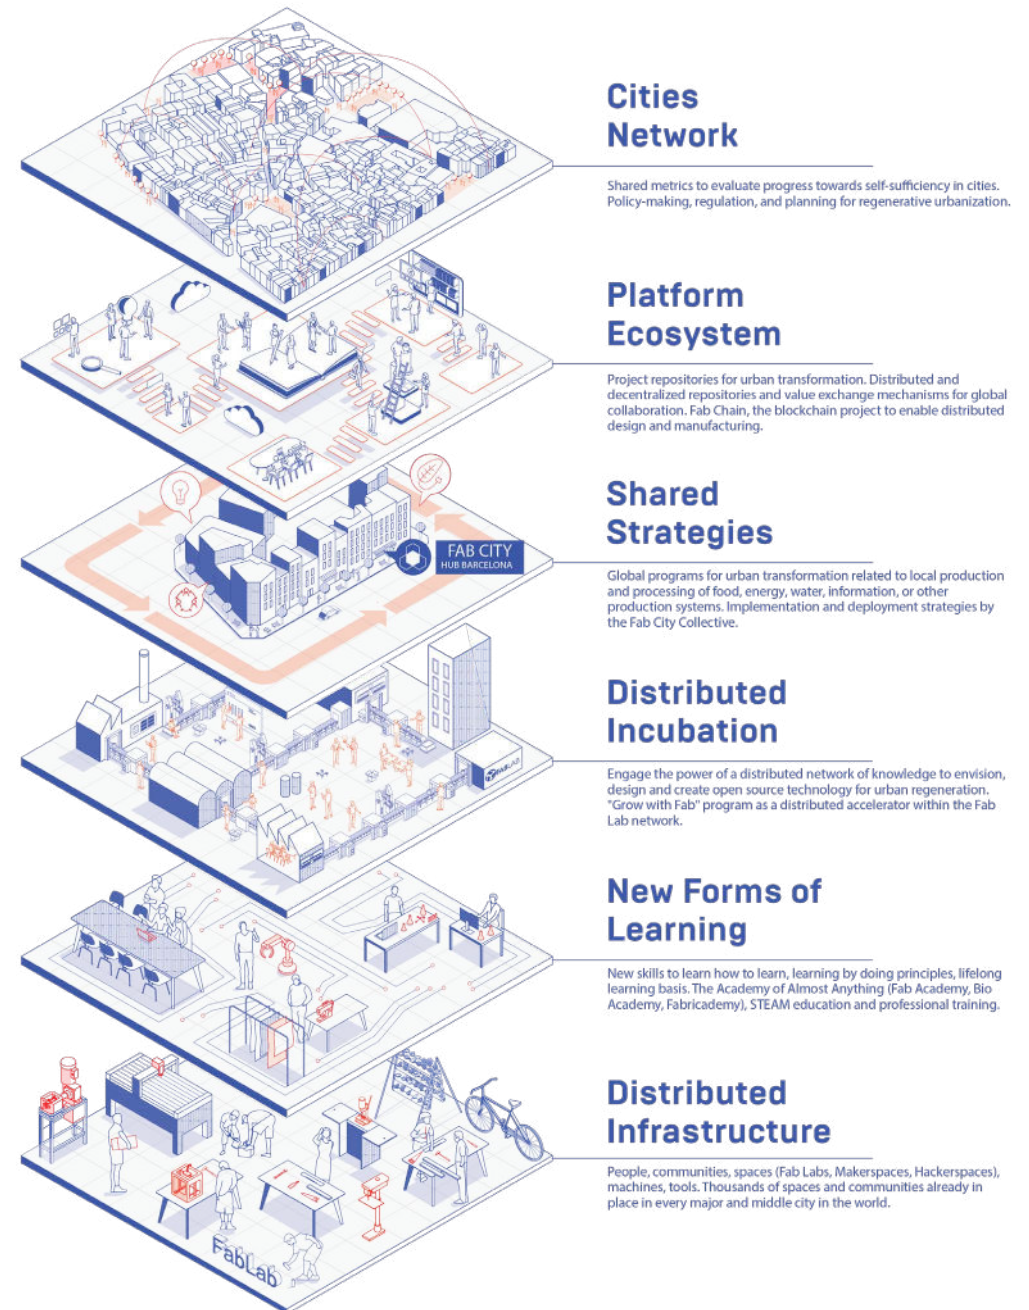 Cities
Network
Shared metrics to evaluate progress towards self-sufficiency in cities.
Policy-making, regulation, and planning for regenerative urbanization.
Platform
Ecosystem
Project repositories for urban transformation. Distributed and
decentralized repositories and value exchange mechanisms for global
collaboration. Fab Chain, the blockchain project to enable distributed
design and manufacturing.
Shared
Strategies
FAB CITY
HUB BARCELONA
Global programs for urban transformation related to local production
and processing of food, energy, water, information, or other
production systems. Implementation and deployment strategies by
the Fab City Collective.
Distributed
Incubation
FABLAB
Engage the power of a distributed network of knowledge to envision,
design and create open source technology for urban regeneration.
"Grow with Fab" program as a distributed accelerator within the Fab
Lab network.
New Forms of
Learning
New skills to learn how to learn, learning by doing principles, lifelong
learning basis. The Academy of Almost Anything (Fab Academy, Bio
Academy, Fabricademy), STEAM education and professional training.
Distributed
Infrastructure
People, communities, spaces (Fab Labs, Makerspaces, Hackerspaces),
machines, tools. Thousands of spaces and communities already in
place in every major and middle city in the world.
FabLab